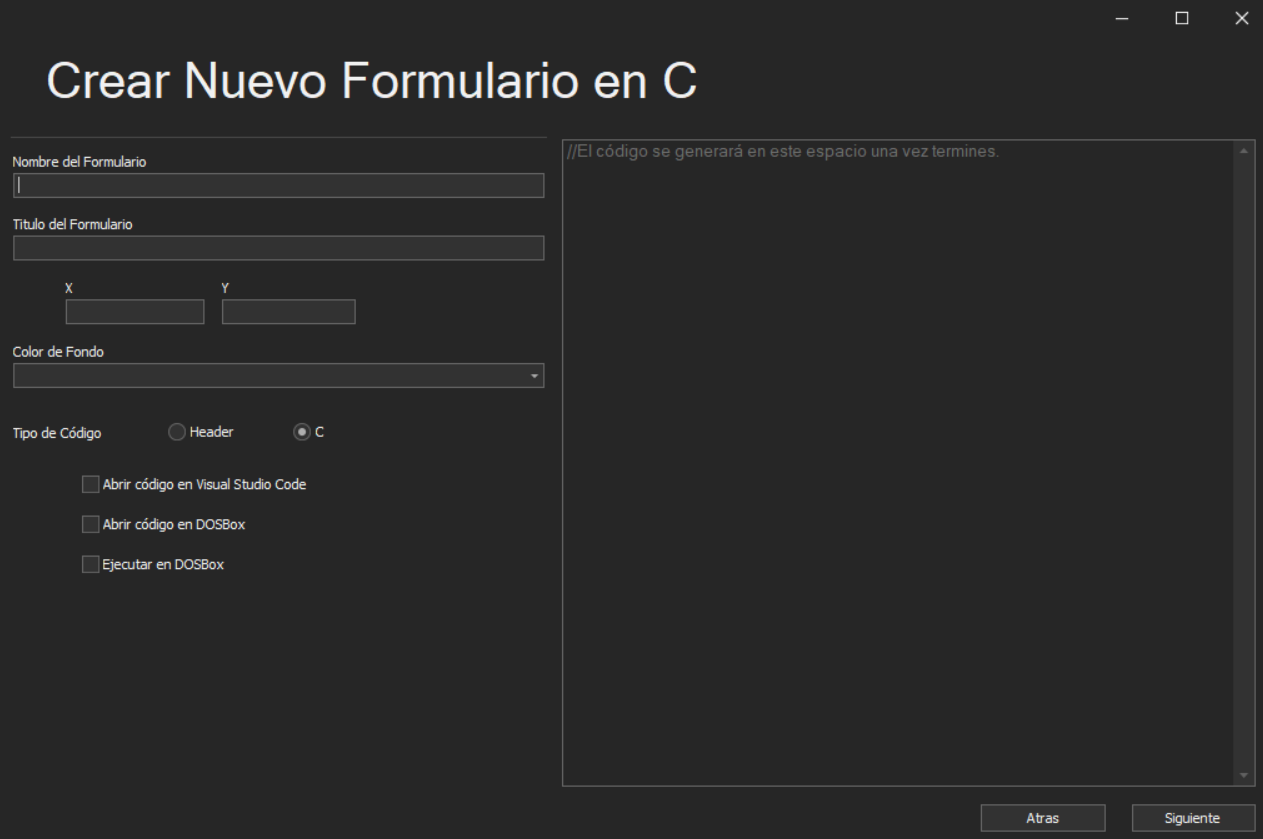 Crear Nuevo Formulario en C
Nombre del Formulario
Titulo del Formulario
X Y
Color de Fondo
Tipo de Código Header C
Abrir código en Visual Studio Code
Abrir código en DOSBox
Ejecutar en DOSBox
//El código se generará en este espacio una vez termines.
Atras Siguiente